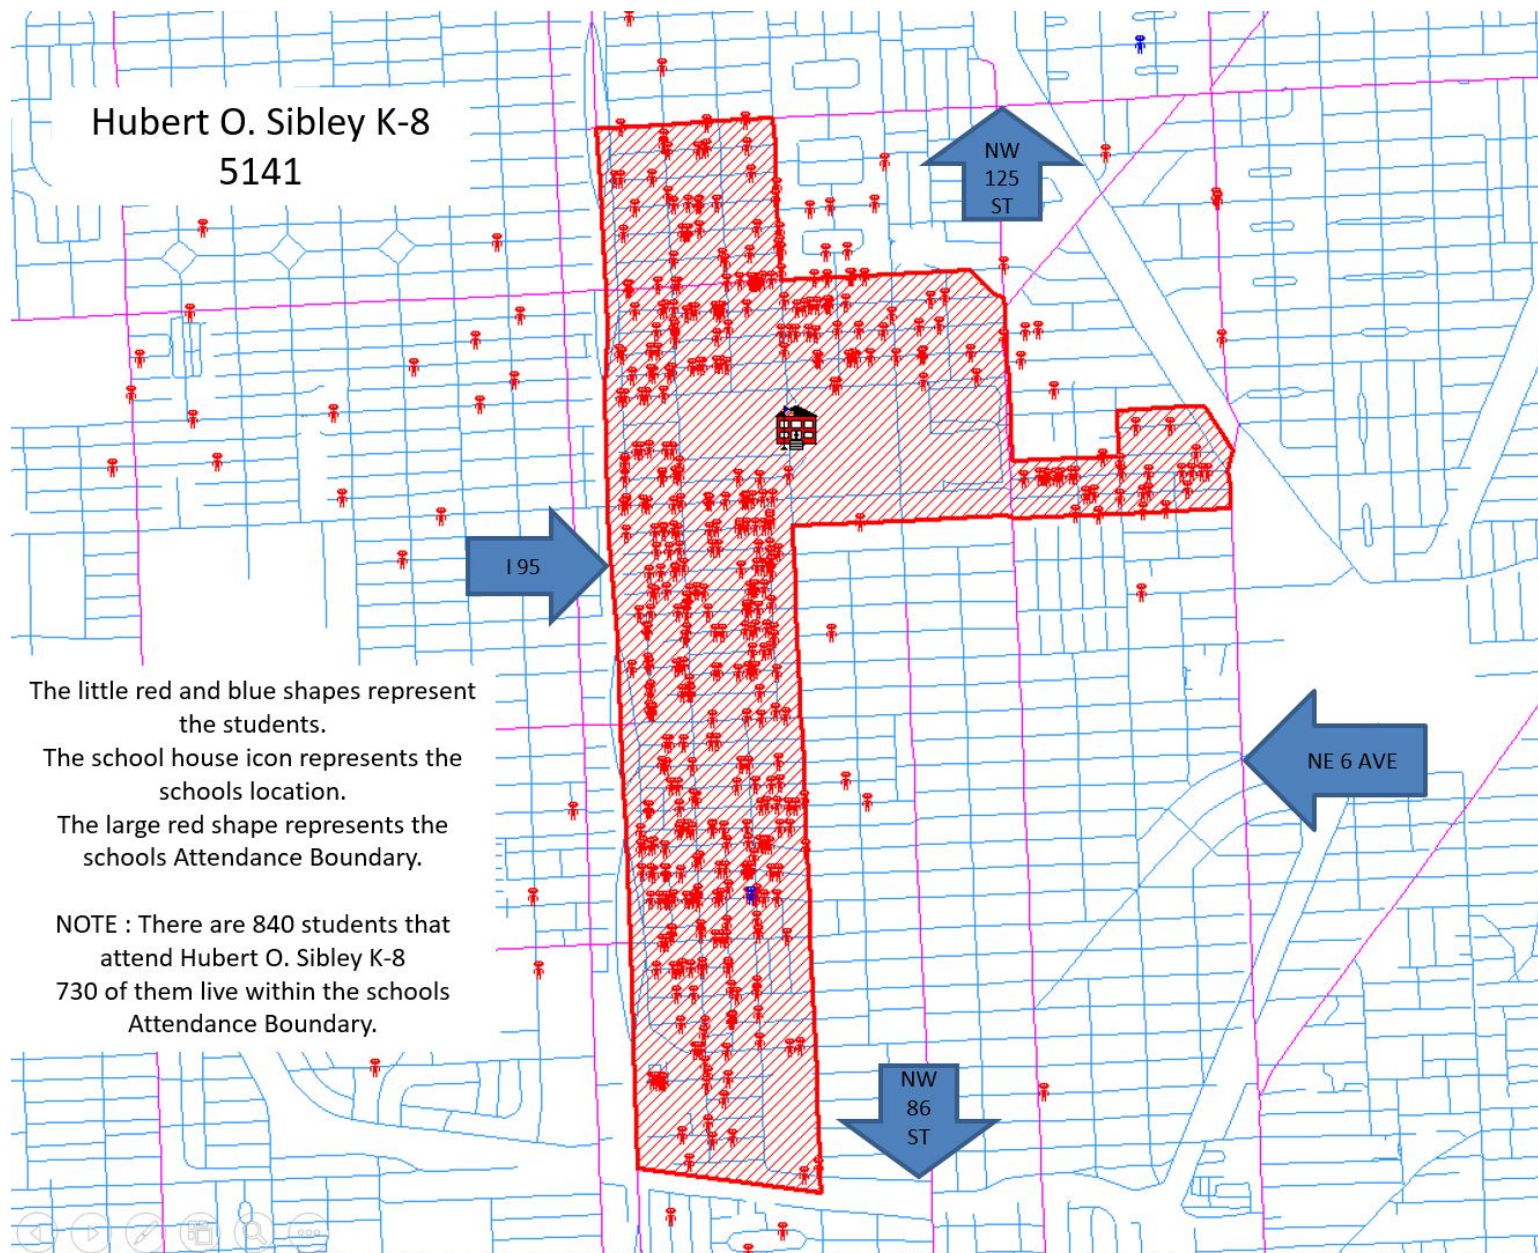 Hubert O. Sibley K-8
5141
NW
125
ST
I 95
The little red and blue shapes represent
the students.
The school house icon represents the
schools location.
The large red shape represents the
schools Attendance Boundary.
NE 6 AVE
NOTE : There are 840 students that
attend Hubert O. Sibley K-8
730 of them live within the schools
Attendance Boundary.
NW
86
ST